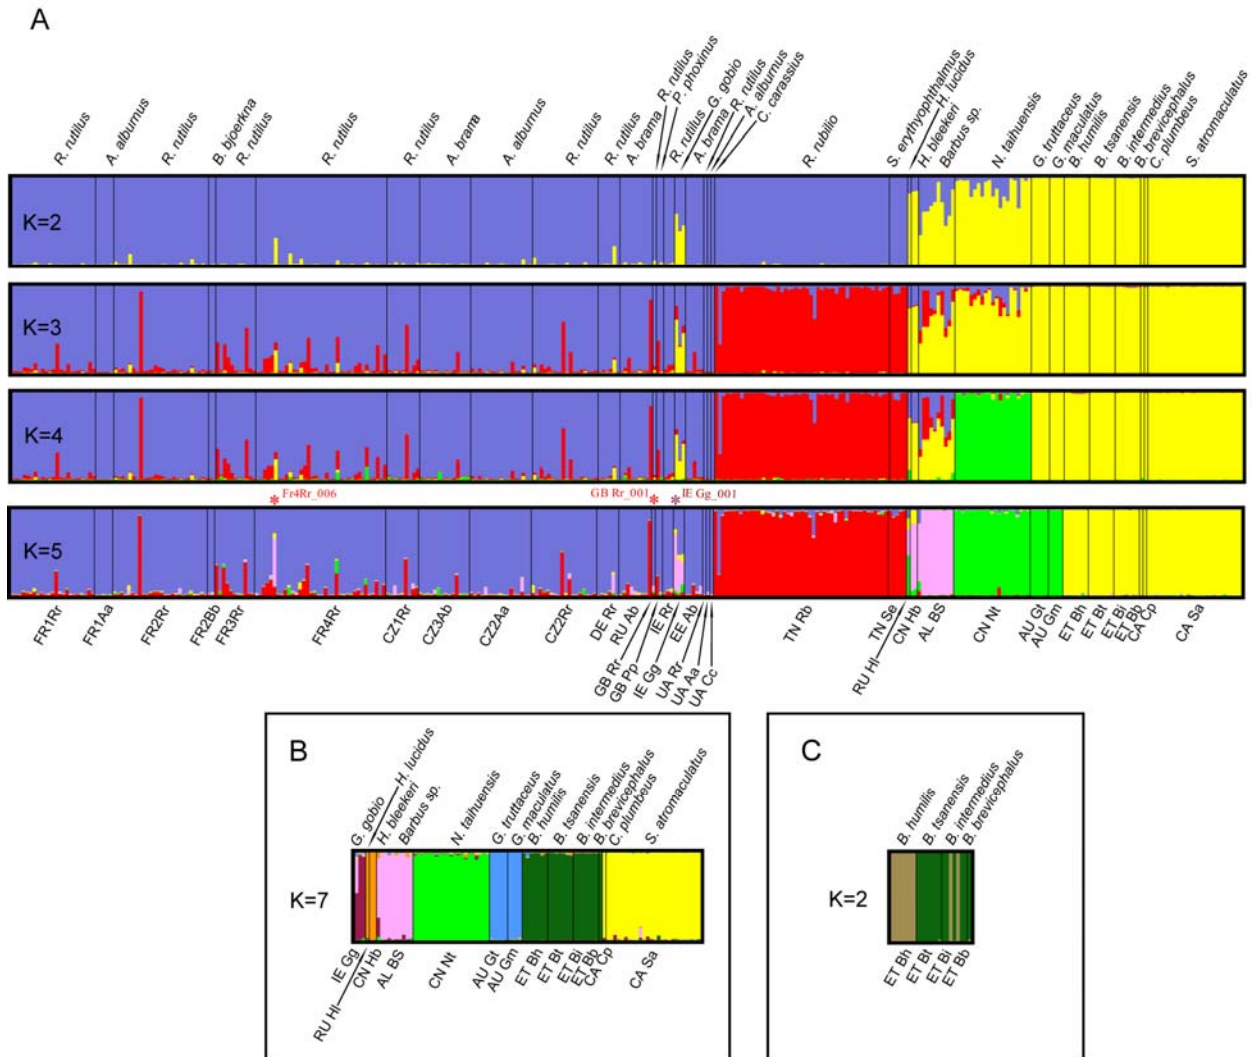 A
R. rutilus
A. alburnus
R. rutilus
B. bjoerkna
R. rutilus
R. rutilus
R. rutilus
A. brama
A. alburnus
R. rutilus
R. rutilus
A. brama
R. rutilus
P. phoxinus
R. rutilus
G. gobio
A. brama
R. rutilus
A. alburnus
C. carassius
R. rubilio
S. erythyophthalmus
H. lucidus
H. bleekeri
Barbus sp.
N. taihuensis
G. truttaceus
G. maculatus
B. humilis
B. tsanensis
B. intermedius
B. brevicephalus
C. plumbeus
S. atromaculatus
K=2
K=3
K=4
* Fr4Rr_006
GB Rr_001 *
* IE Gg_001
K=5
FR1Rr
FR1Aa
FR2Rr
FR2Bb
FR3Rr
FR4Rr
CZ1Rr
CZ3Ab
CZ2Aa
CZ2Rr
DE Rr
RU Ab
GB Rr
GB Pp
IE Rr
IE Gg
EE Ab
UA Rr
UA Aa
UA Cc
TN Rb
TN Se
RU Hl
CN Hb
AL BS
CN Nt
AU Gt
AU Gm
ET Bh
ET Bt
ET Bi
ET Bb
CA Cp
CA Sa
B
G. gobio
H. lucidus
H. bleekeri
Barbus sp.
N. taihuensis
G. truttaceus
G. maculatus
B. humilis
B. tsanensis
B. intermedius
B. brevicephalus
C. plumbeus
S. atromaculatus
K=7
IE Gg
RU Hl
CN Hb
AL BS
CN Nt
AU Gt
AU Gm
ET Bh
ET Bt
ET Bi
ET Bb
CA Cp
CA Sa
C
B. humilis
B. tsanensis
B. intermedius
B. brevicephalus
K=2
ET Bh
ET Bt
ET Bi
ET Bb